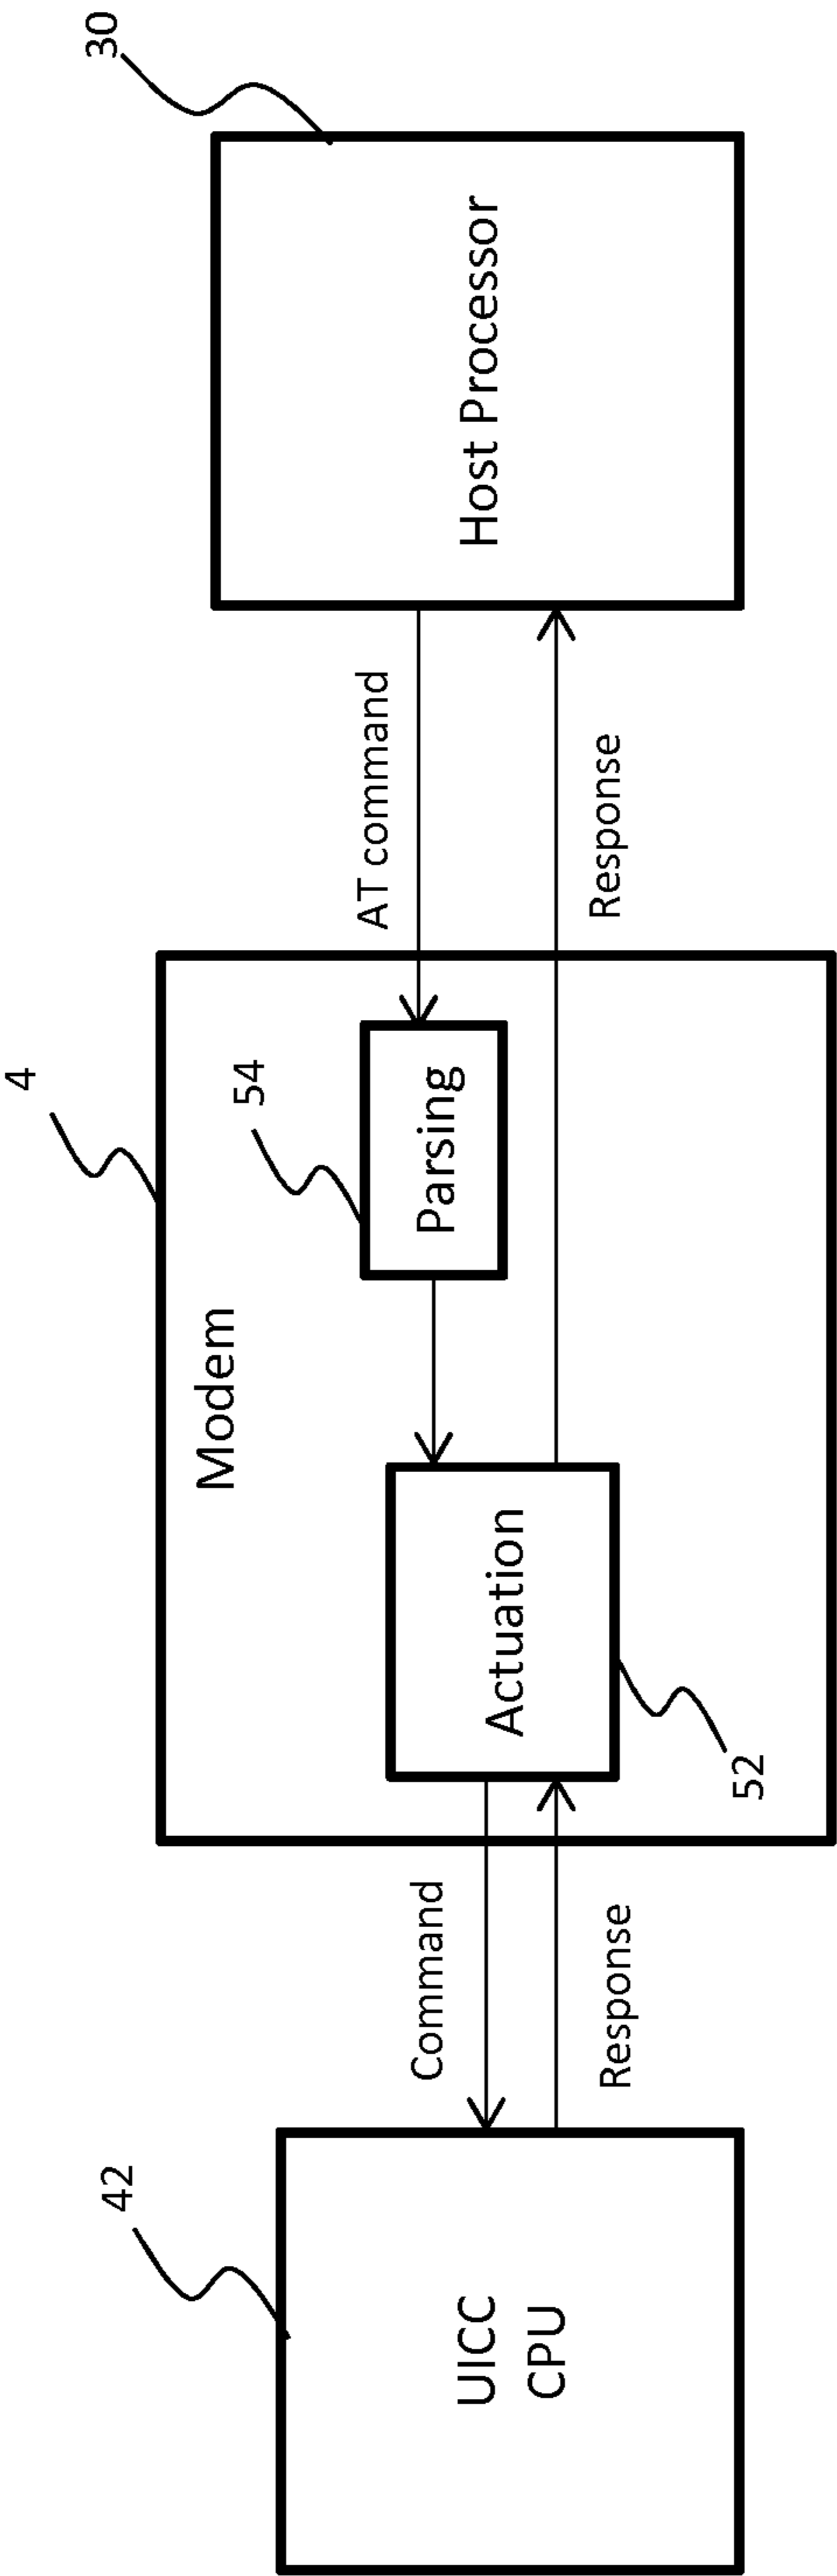 42
UICC
CPU
Command
Response
4
Modem
54
Parsing
Actuation
52
AT command
Response
30
Host Processor